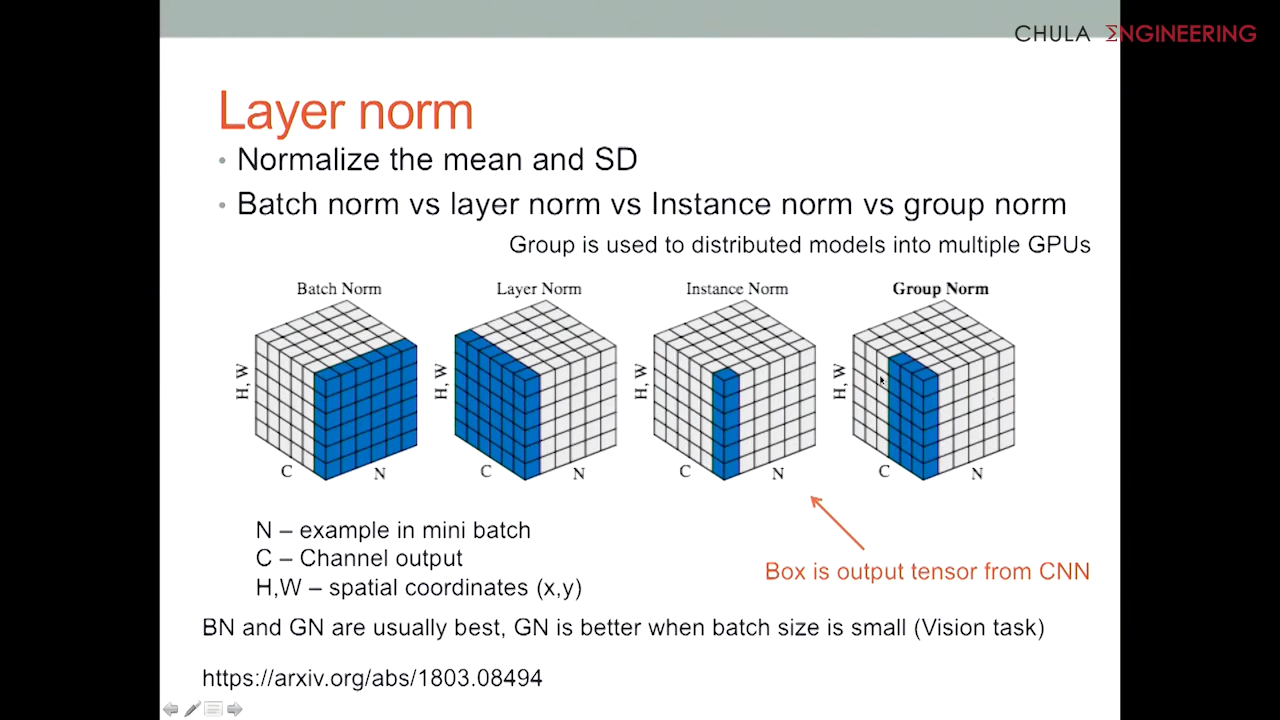 CHULA ΣNGINEERING
Layer norm
• Normalize the mean and SD
• Batch norm vs layer norm vs Instance norm vs group norm
Group is used to distributed models into multiple GPUs
Batch Norm
Layer Norm
Instance Norm
Group Norm
H, W
C
N
H, W
C
N
H, W
C
N
H, W
C
N
N – example in mini batch
C – Channel output
H,W – spatial coordinates (x,y)
Box is output tensor from CNN
BN and GN are usually best, GN is better when batch size is small (Vision task)
https://arxiv.org/abs/1803.08494